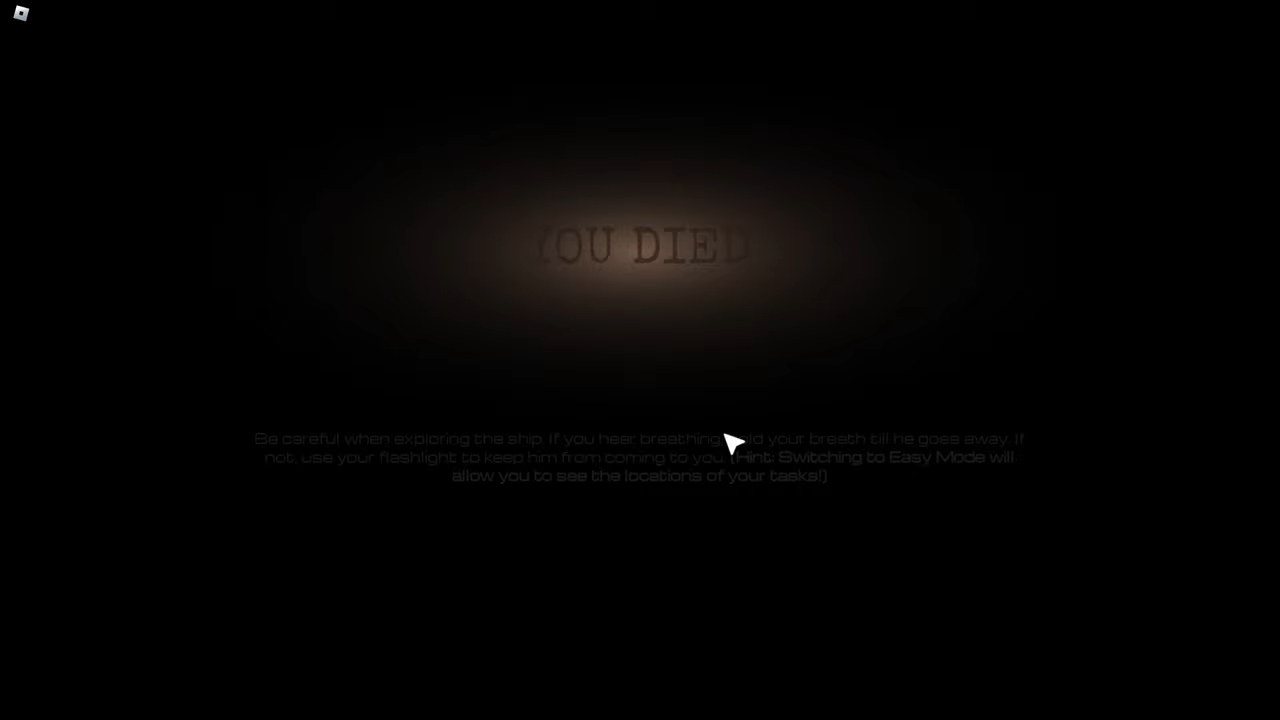 YOU DIED
Be careful when exploring the ship. If you hear breathing, your breath till he goes away. If
not, use your flashlight to keep him from coming to you. (Hint: Switching to Easy Mode will
allow you to see the locations of your tasks!)